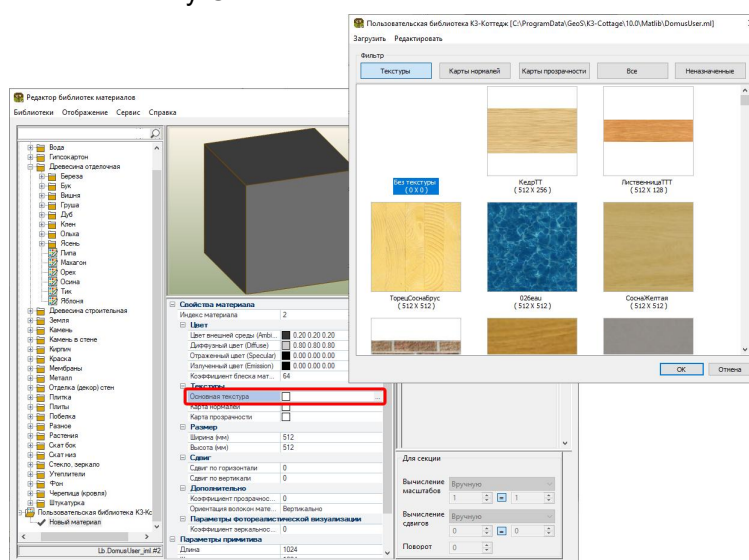 Пользовательская библиотека К3-Коттедж [C:\ProgramData\GeoS\K3-Cottage\10.0\Matlib\DomusUser.ml]
Загрузить Редактировать
Фильтр
Текстуры Карты нормалей Карты прозрачности Все Неназначенные
Без текстуры
( 0 X 0 )
КедрТТ
( 512 X 256 )
ЛиственницаТТТ
( 512 X 128 )
ТорецСоснаБрус
( 512 X 512 )
026eau
( 512 X 512 )
СоснаЖелтая
( 512 X 512 )
OK Отмена
Редактор библиотек материалов
Библиотеки Отображение Сервис Справка
Вода
Гипсокартон
Древесина отделочная
Береза
Бук
Вишня
Груша
Дуб
Клен
Ольха
Ясень
Липа
Махагон
Орех
Осина
Тик
Яблоня
Древесина строительная
Земля
Камень
Камень в стене
Кирпич
Краска
Мембраны
Металл
Отделка (декор) стен
Плитка
Плиты
Побелка
Разное
Растения
Скат бок
Скат низ
Стекло, зеркало
Утеплители
Фон
Черепица (кровля)
Штукатурка
Пользовательская библиотека К3-Ко
Новый материал
Lb.DomusUser_iml.#2
Свойства материала
Индекс материала 2
Цвет
Цвет внешней среды (Ambi... 0.20 0.20 0.20
Диффузный цвет (Diffuse) 0.80 0.80 0.80
Отраженный цвет (Specular) 0.00 0.00 0.00
Излученный цвет (Emission) 0.00 0.00 0.00
Коэффициент блеска мат... 64
Текстуры
Основная текстура ...
Карта нормалей
Карта прозрачности
Размер
Ширина (мм) 512
Высота (мм) 512
Сдвиг
Сдвиг по горизонтали 0
Сдвиг по вертикали 0
Дополнительно
Коэффициент прозрачнос... 0
Ориентация волокон мате... Вертикально
Параметры фотореалистической визуализации
Коэффициент зеркальнос... 0
Параметры примитива
Длина 1024
Для секции
Вычисление масштабов Вручную
1 = 1
Вычисление сдвигов Вручную
0 = 0
Поворот 0